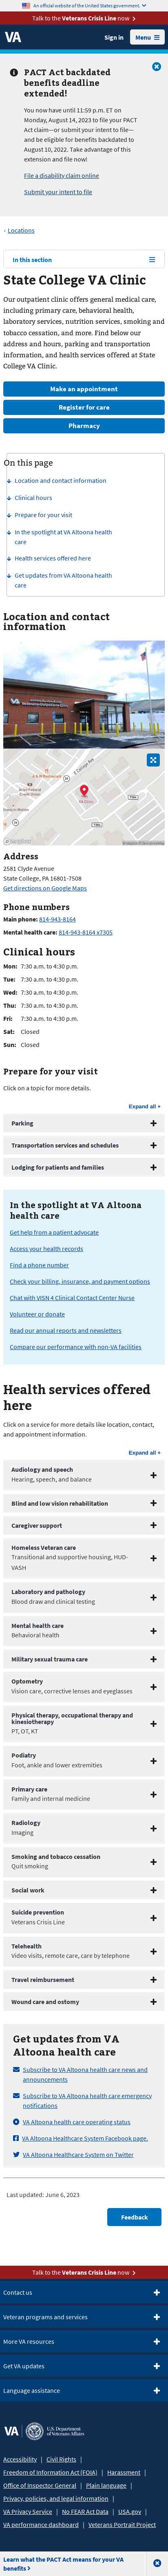 An official website of the United States government.
Talk to the Veterans Crisis Line now
VA
Sign in
Menu
PACT Act backdated
benefits deadline
extended!
You now have until 11:59 p.m. ET on
Monday, August 14, 2023 to file your PACT
Act claim—or submit your intent to file—
and still be eligible for backdated benefits
to August 10, 2022. Take advantage of this
extension and file now!
File a disability claim online
Submit your intent to file
‹ Locations
In this section
State College VA Clinic
Our outpatient clinic offers general medical care,
including primary care, behavioral health,
laboratory services, nutrition services, smoking and
tobacco cessation treatment, and more. Below,
you'll find our address and hours, parking and
transportation information, and the other health
services we offer at our State College VA Clinic.
Make an appointment
Register for care
Pharmacy
On this page
Location and contact information
Clinical hours
Prepare for your visit
In the spotlight at VA Altoona health
care
Health services offered here
Get updates from VA Altoona health
care
Location and contact
information
Address
2581 Clyde Avenue
State College, PA 16801-7508
Get directions on Google Maps
Phone numbers
Main phone: 814-943-8164
Mental health care: 814-943-8164 x7305
Clinical hours
Mon: 7:30 a.m. to 4:30 p.m.
Tue: 7:30 a.m. to 4:30 p.m.
Wed: 7:30 a.m. to 4:30 p.m.
Thu: 7:30 a.m. to 4:30 p.m.
Fri: 7:30 a.m. to 4:30 p.m.
Sat: Closed
Sun: Closed
Prepare for your visit
Click on a topic for more details.
Expand all +
Parking
Transportation services and schedules
Lodging for patients and families
In the spotlight at VA Altoona
health care
Get help from a patient advocate
Access your health records
Find a phone number
Check your billing, insurance, and payment options
Chat with VISN 4 Clinical Contact Center Nurse
Volunteer or donate
Read our annual reports and newsletters
Compare our performance with non-VA facilities
Health services offered
here
Click on a service for more details like location, contact,
and appointment information.
Expand all +
Audiology and speech
Hearing, speech, and balance
Blind and low vision rehabilitation
Caregiver support
Homeless Veteran care
Transitional and supportive housing, HUD-
VASH
Laboratory and pathology
Blood draw and clinical testing
Mental health care
Behavioral health
Military sexual trauma care
Optometry
Vision care, corrective lenses and eyeglasses
Physical therapy, occupational therapy and
kinesiotherapy
PT, OT, KT
Podiatry
Foot, ankle and lower extremities
Primary care
Family and internal medicine
Radiology
Imaging
Smoking and tobacco cessation
Quit smoking
Social work
Suicide prevention
Veterans Crisis Line
Telehealth
Video visits, remote care, care by telephone
Travel reimbursement
Wound care and ostomy
Get updates from VA
Altoona health care
Subscribe to VA Altoona health care news and
announcements
Subscribe to VA Altoona health care emergency
notifications
VA Altoona health care operating status
VA Altoona Healthcare System Facebook page.
VA Altoona Healthcare System on Twitter
Last updated: June 6, 2023
Feedback
Talk to the Veterans Crisis Line now
Contact us
Veteran programs and services
More VA resources
Get VA updates
Language assistance
VA
U.S. Department
of Veterans Affairs
Accessibility | Civil Rights |
Freedom of Information Act (FOIA) | Harassment |
Office of Inspector General | Plain language |
Privacy, policies, and legal information |
VA Privacy Service | No FEAR Act Data | USA.gov |
VA performance dashboard | Veterans Portrait Project
Learn what the PACT Act means for your VA
benefits